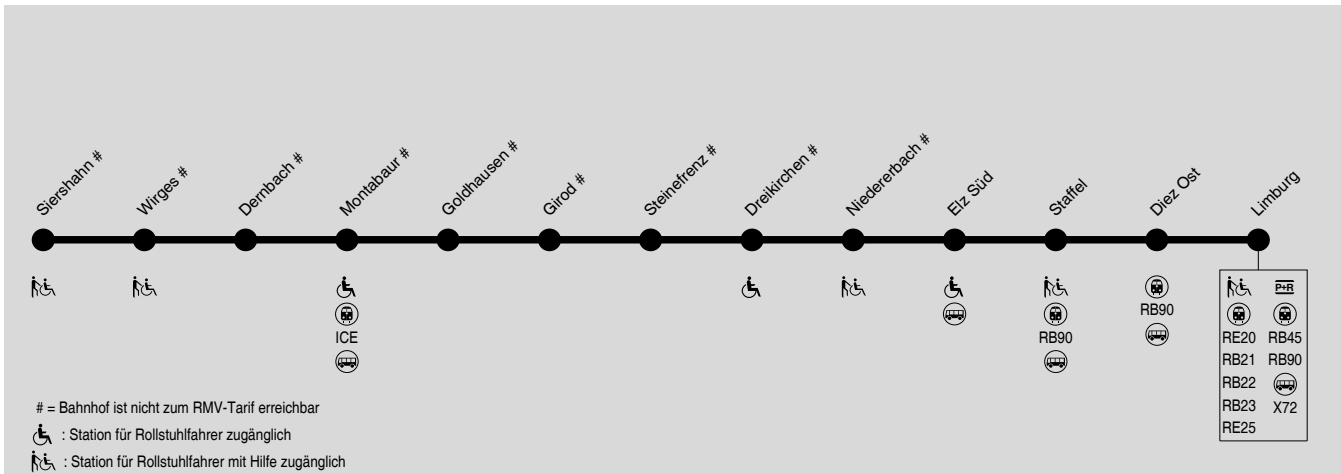 Siershahn #
Wirges #
Dernbach #
Montabaur #
Goldhausen #
Girod #
Steinefrenz #
Dreikirchen #
Niedererbach #
Elz Süd
Staffel
Diez Ost
Limburg
ICE
RB90
RB90
P+R
RE20 RB45
RB21 RB90
RB22
RB23 X72
RE25
# = Bahnhof ist nicht zum RMV-Tarif erreichbar
: Station für Rollstuhlfahrer zugänglich
: Station für Rollstuhlfahrer mit Hilfe zugänglich